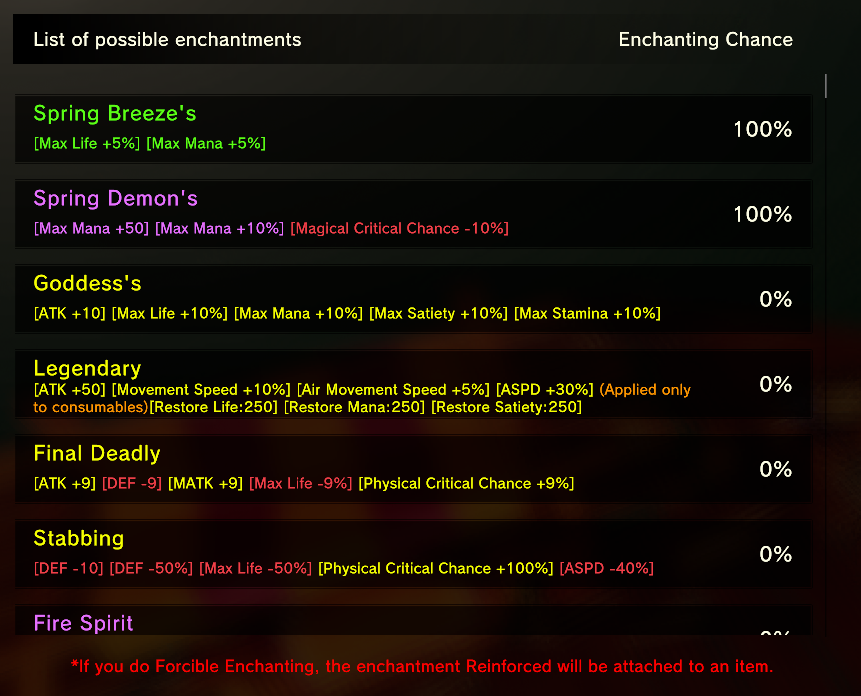 List of possible enchantments Enchanting Chance
Spring Breeze's
[Max Life +5%] [Max Mana +5%]
100%
Spring Demon's
[Max Mana +50] [Max Mana +10%] [Magical Critical Chance -10%]
100%
Goddess's
[ATK +10] [Max Life +10%] [Max Mana +10%] [Max Satiety +10%] [Max Stamina +10%]
0%
Legendary
[ATK +50] [Movement Speed +10%] [Air Movement Speed +5%] [ASPD +30%] (Applied only
to consumables)[Restore Life:250] [Restore Mana:250] [Restore Satiety:250]
0%
Final Deadly
[ATK +9] [DEF -9] [MATK +9] [Max Life -9%] [Physical Critical Chance +9%]
0%
Stabbing
[DEF -10] [DEF -50%] [Max Life -50%] [Physical Critical Chance +100%] [ASPD -40%]
0%
Fire Spirit
*If you do Forcible Enchanting, the enchantment Reinforced will be attached to an item.